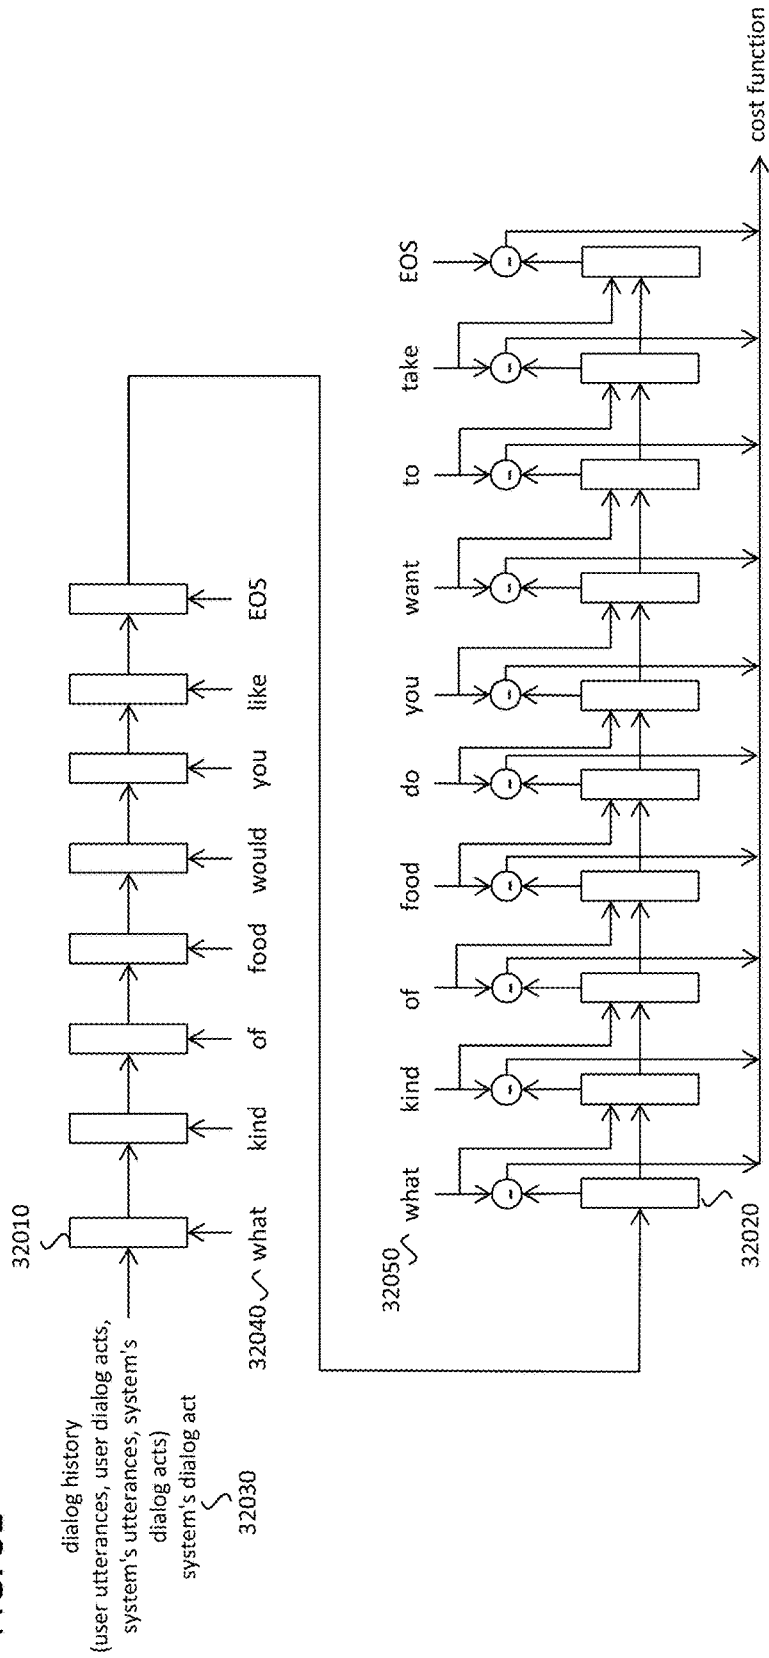 32010
dialog history
(user utterances, user dialog acts,
system's utterances, system's
dialog acts)
system's dialog act
32030
32040
what
kind
of
food
would
you
like
EOS
32050
what
kind
of
food
do
you
want
to
take
EOS
32020
cost function